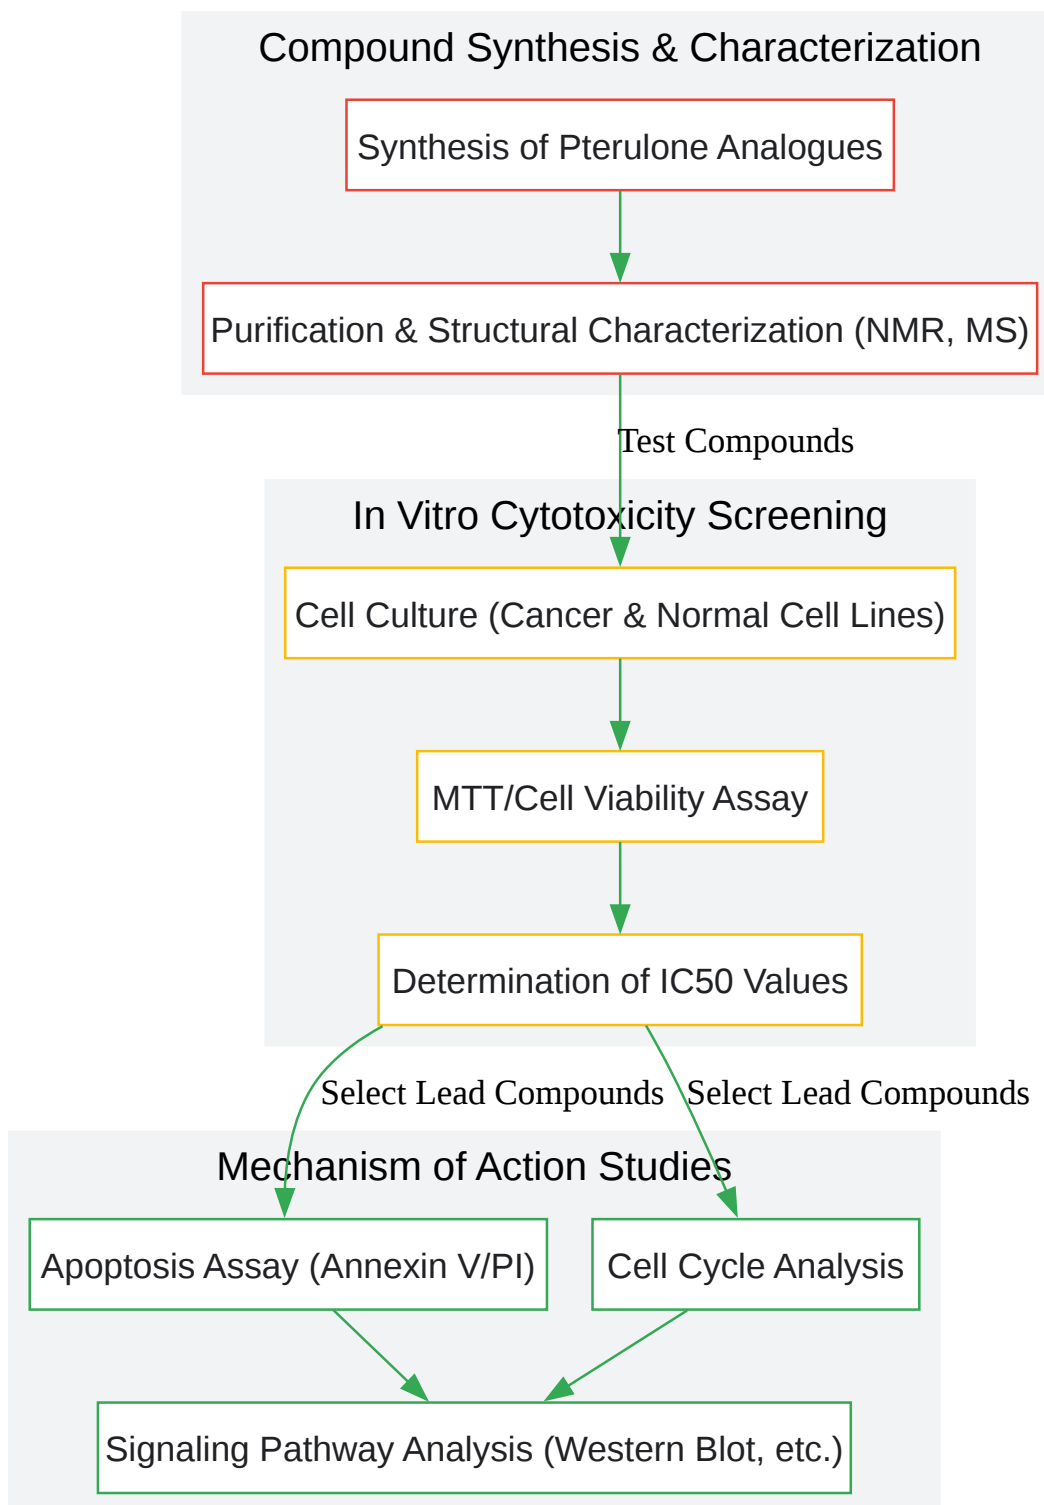 Compound Synthesis & Characterization
Synthesis of Pterulone Analogues
Purification & Structural Characterization (NMR, MS)
Test Compounds
In Vitro Cytotoxicity Screening
Cell Culture (Cancer & Normal Cell Lines)
MTT/Cell Viability Assay
Determination of IC50 Values
Select Lead Compounds
Select Lead Compounds
Mechanism of Action Studies
Apoptosis Assay (Annexin V/PI)
Cell Cycle Analysis
Signaling Pathway Analysis (Western Blot, etc.)